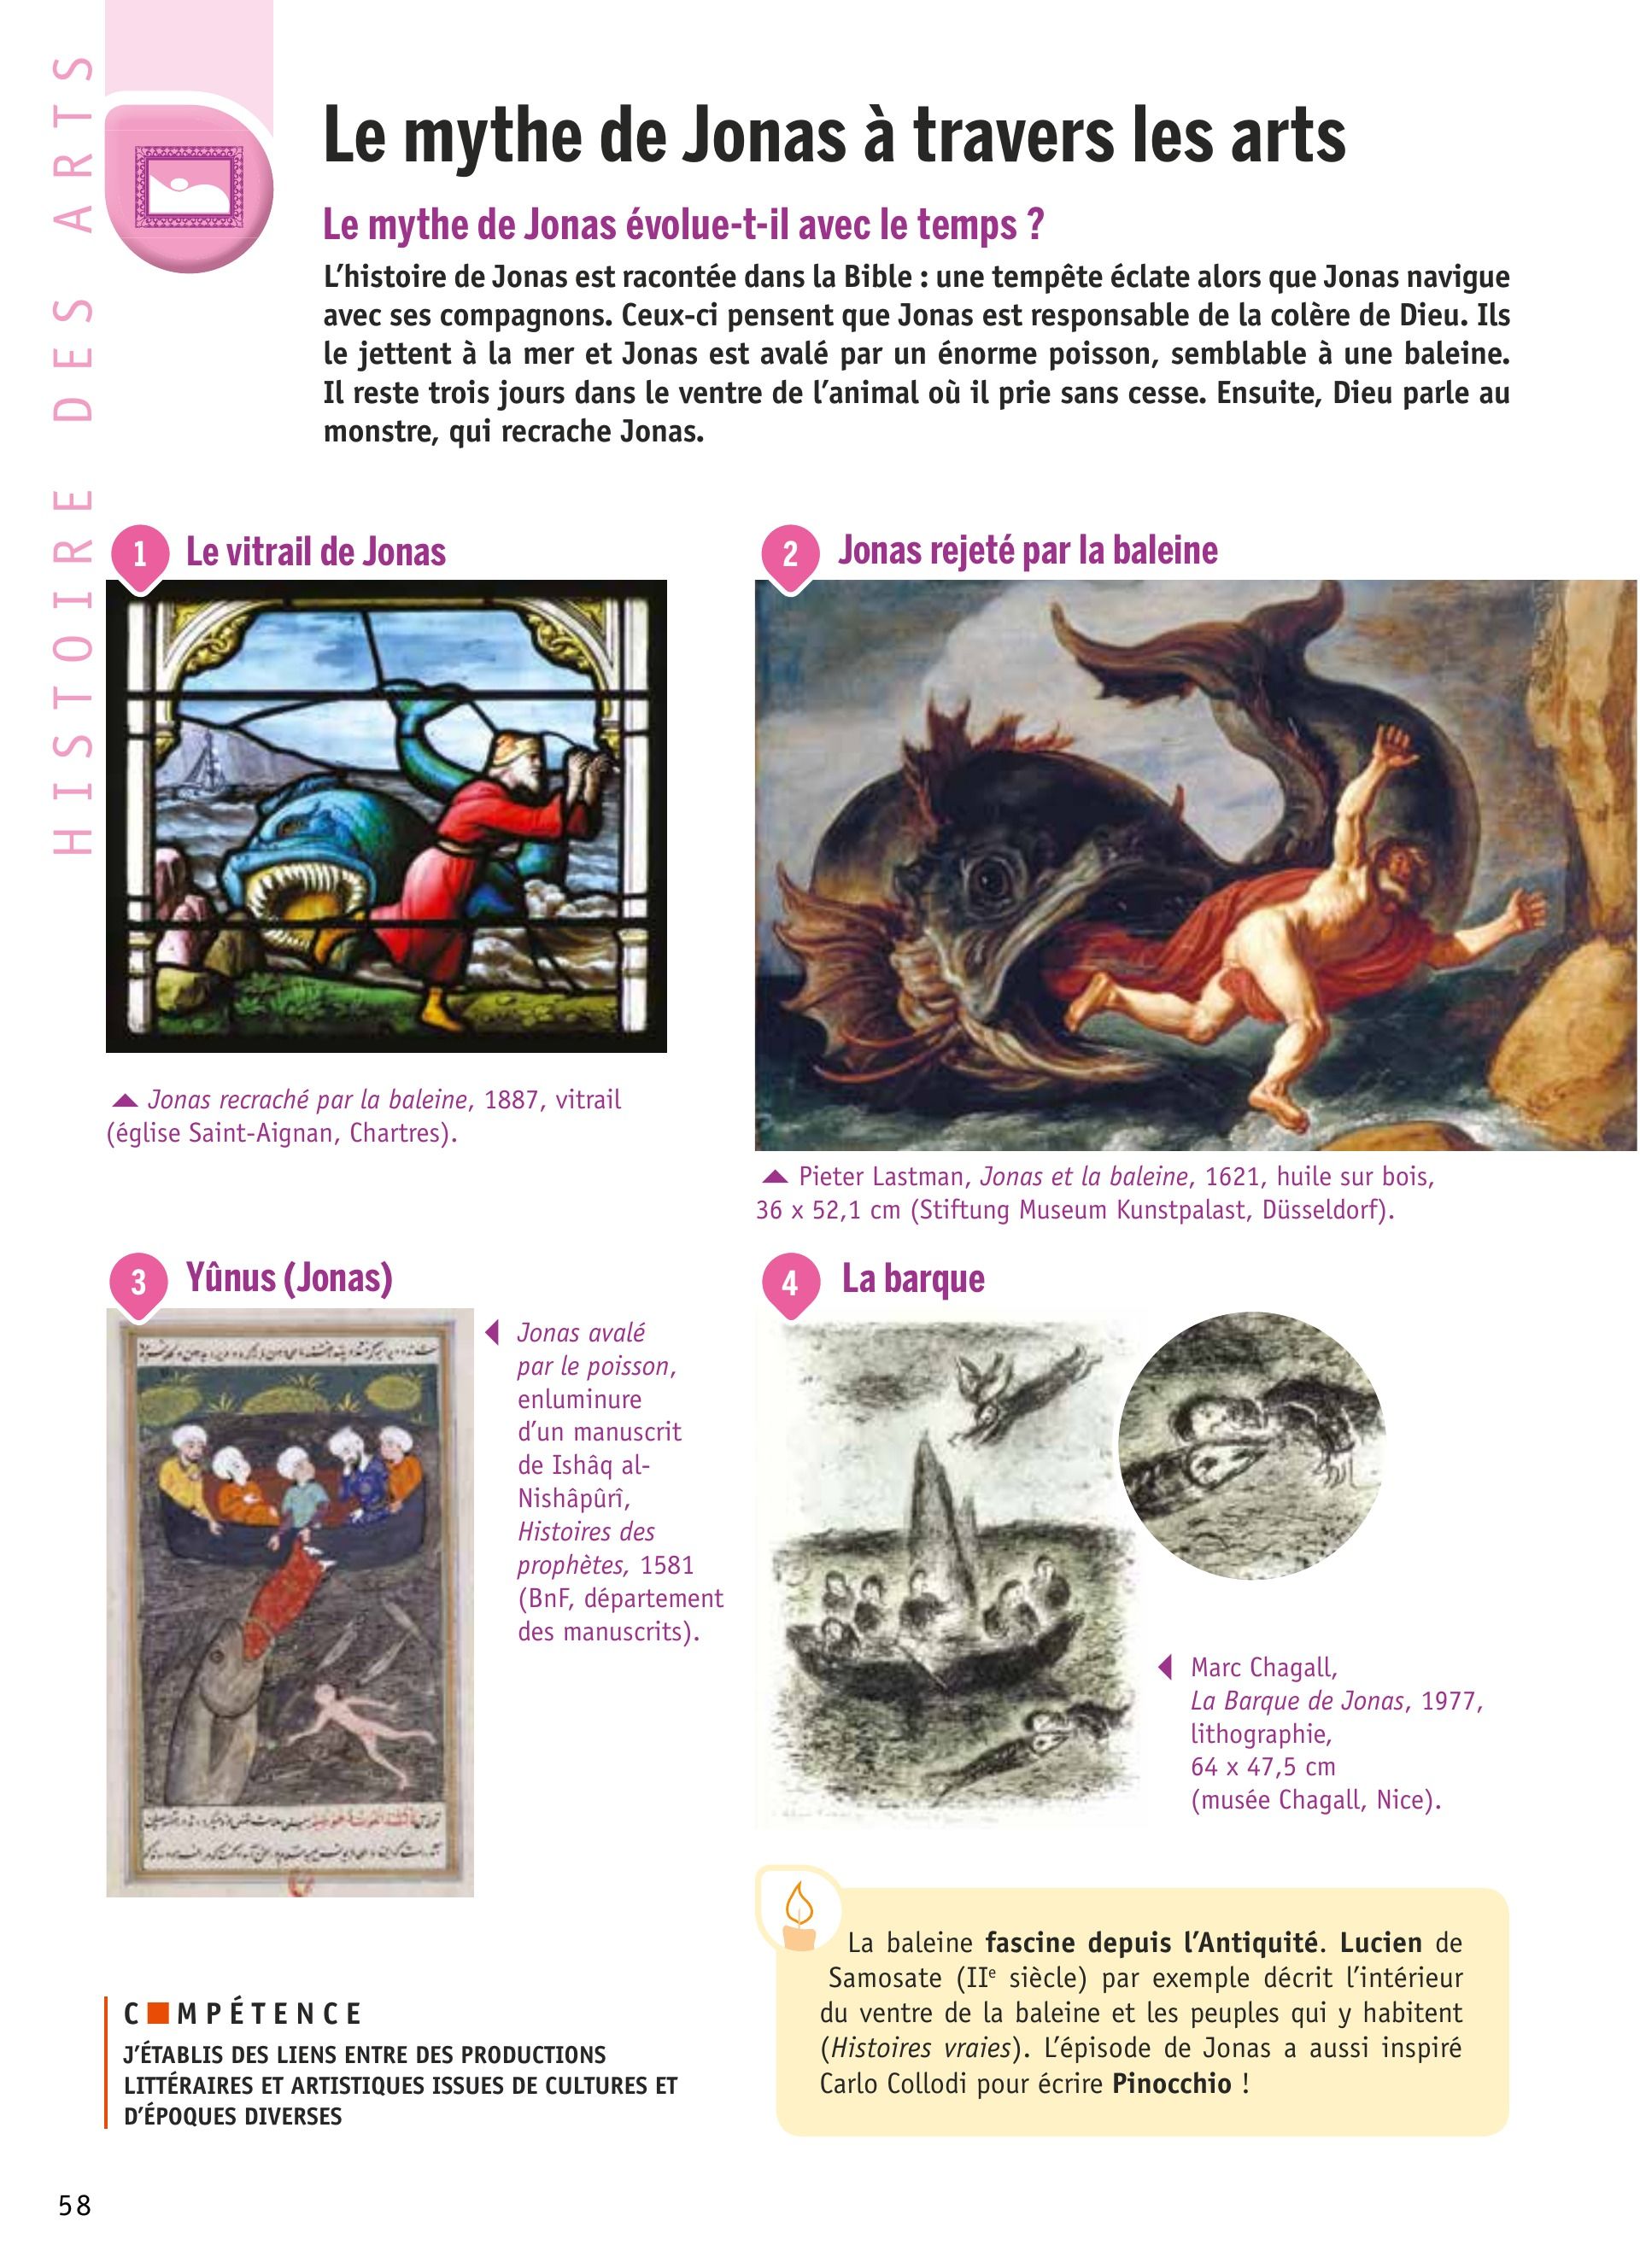 HISTOIRE DES ARTS
Le mythe de Jonas à travers les arts
Le mythe de Jonas évolue-t-il avec le temps ?
L'histoire de Jonas est racontée dans la Bible : une tempête éclate alors que Jonas navigue
avec ses compagnons. Ceux-ci pensent que Jonas est responsable de la colère de Dieu. Ils
le jettent à la mer et Jonas est avalé par un énorme poisson, semblable à une baleine.
Il reste trois jours dans le ventre de l'animal où il prie sans cesse. Ensuite, Dieu parle au
monstre, qui recrache Jonas.
1 Le vitrail de Jonas
Jonas recraché par la baleine, 1887, vitrail
(église Saint-Aignan, Chartres).
2 Jonas rejeté par la baleine
Pieter Lastman, Jonas et la baleine, 1621, huile sur bois,
36 x 52,1 cm (Stiftung Museum Kunstpalast, Düsseldorf).
3 Yûnus (Jonas)
Jonas avalé
par le poisson,
enluminure
d'un manuscrit
de Ishâq al-
Nishâpûrî,
Histoires des
prophètes, 1581
(BnF, département
des manuscrits).
4 La barque
Marc Chagall,
La Barque de Jonas, 1977,
lithographie,
64 x 47,5 cm
(musée Chagall, Nice).
La baleine fascine depuis l'Antiquité. Lucien de
Samosate (IIe siècle) par exemple décrit l'intérieur
du ventre de la baleine et les peuples qui y habitent
(Histoires vraies). L'épisode de Jonas a aussi inspiré
Carlo Collodi pour écrire Pinocchio !
C■MPÉTENCE
J'ÉTABLIS DES LIENS ENTRE DES PRODUCTIONS
LITTÉRAIRES ET ARTISTIQUES ISSUES DE CULTURES ET
D'ÉPOQUES DIVERSES
58